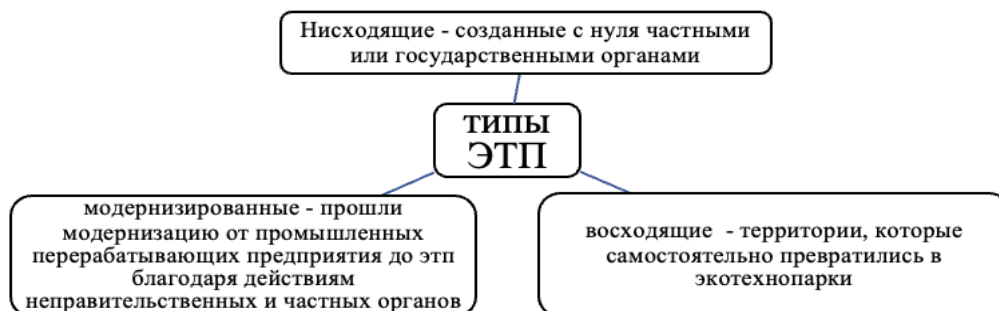 Нисходящие - созданные с нуля частными
или государственными органами
типы
ЭТП
модернизированные - прошли
модернизацию от промышленных
перерабатывающих предприятия до этп
благодаря действиям
неправительственных и частных органов
восходящие - территории, которые
самостоятельно превратились в
экотехнопарки